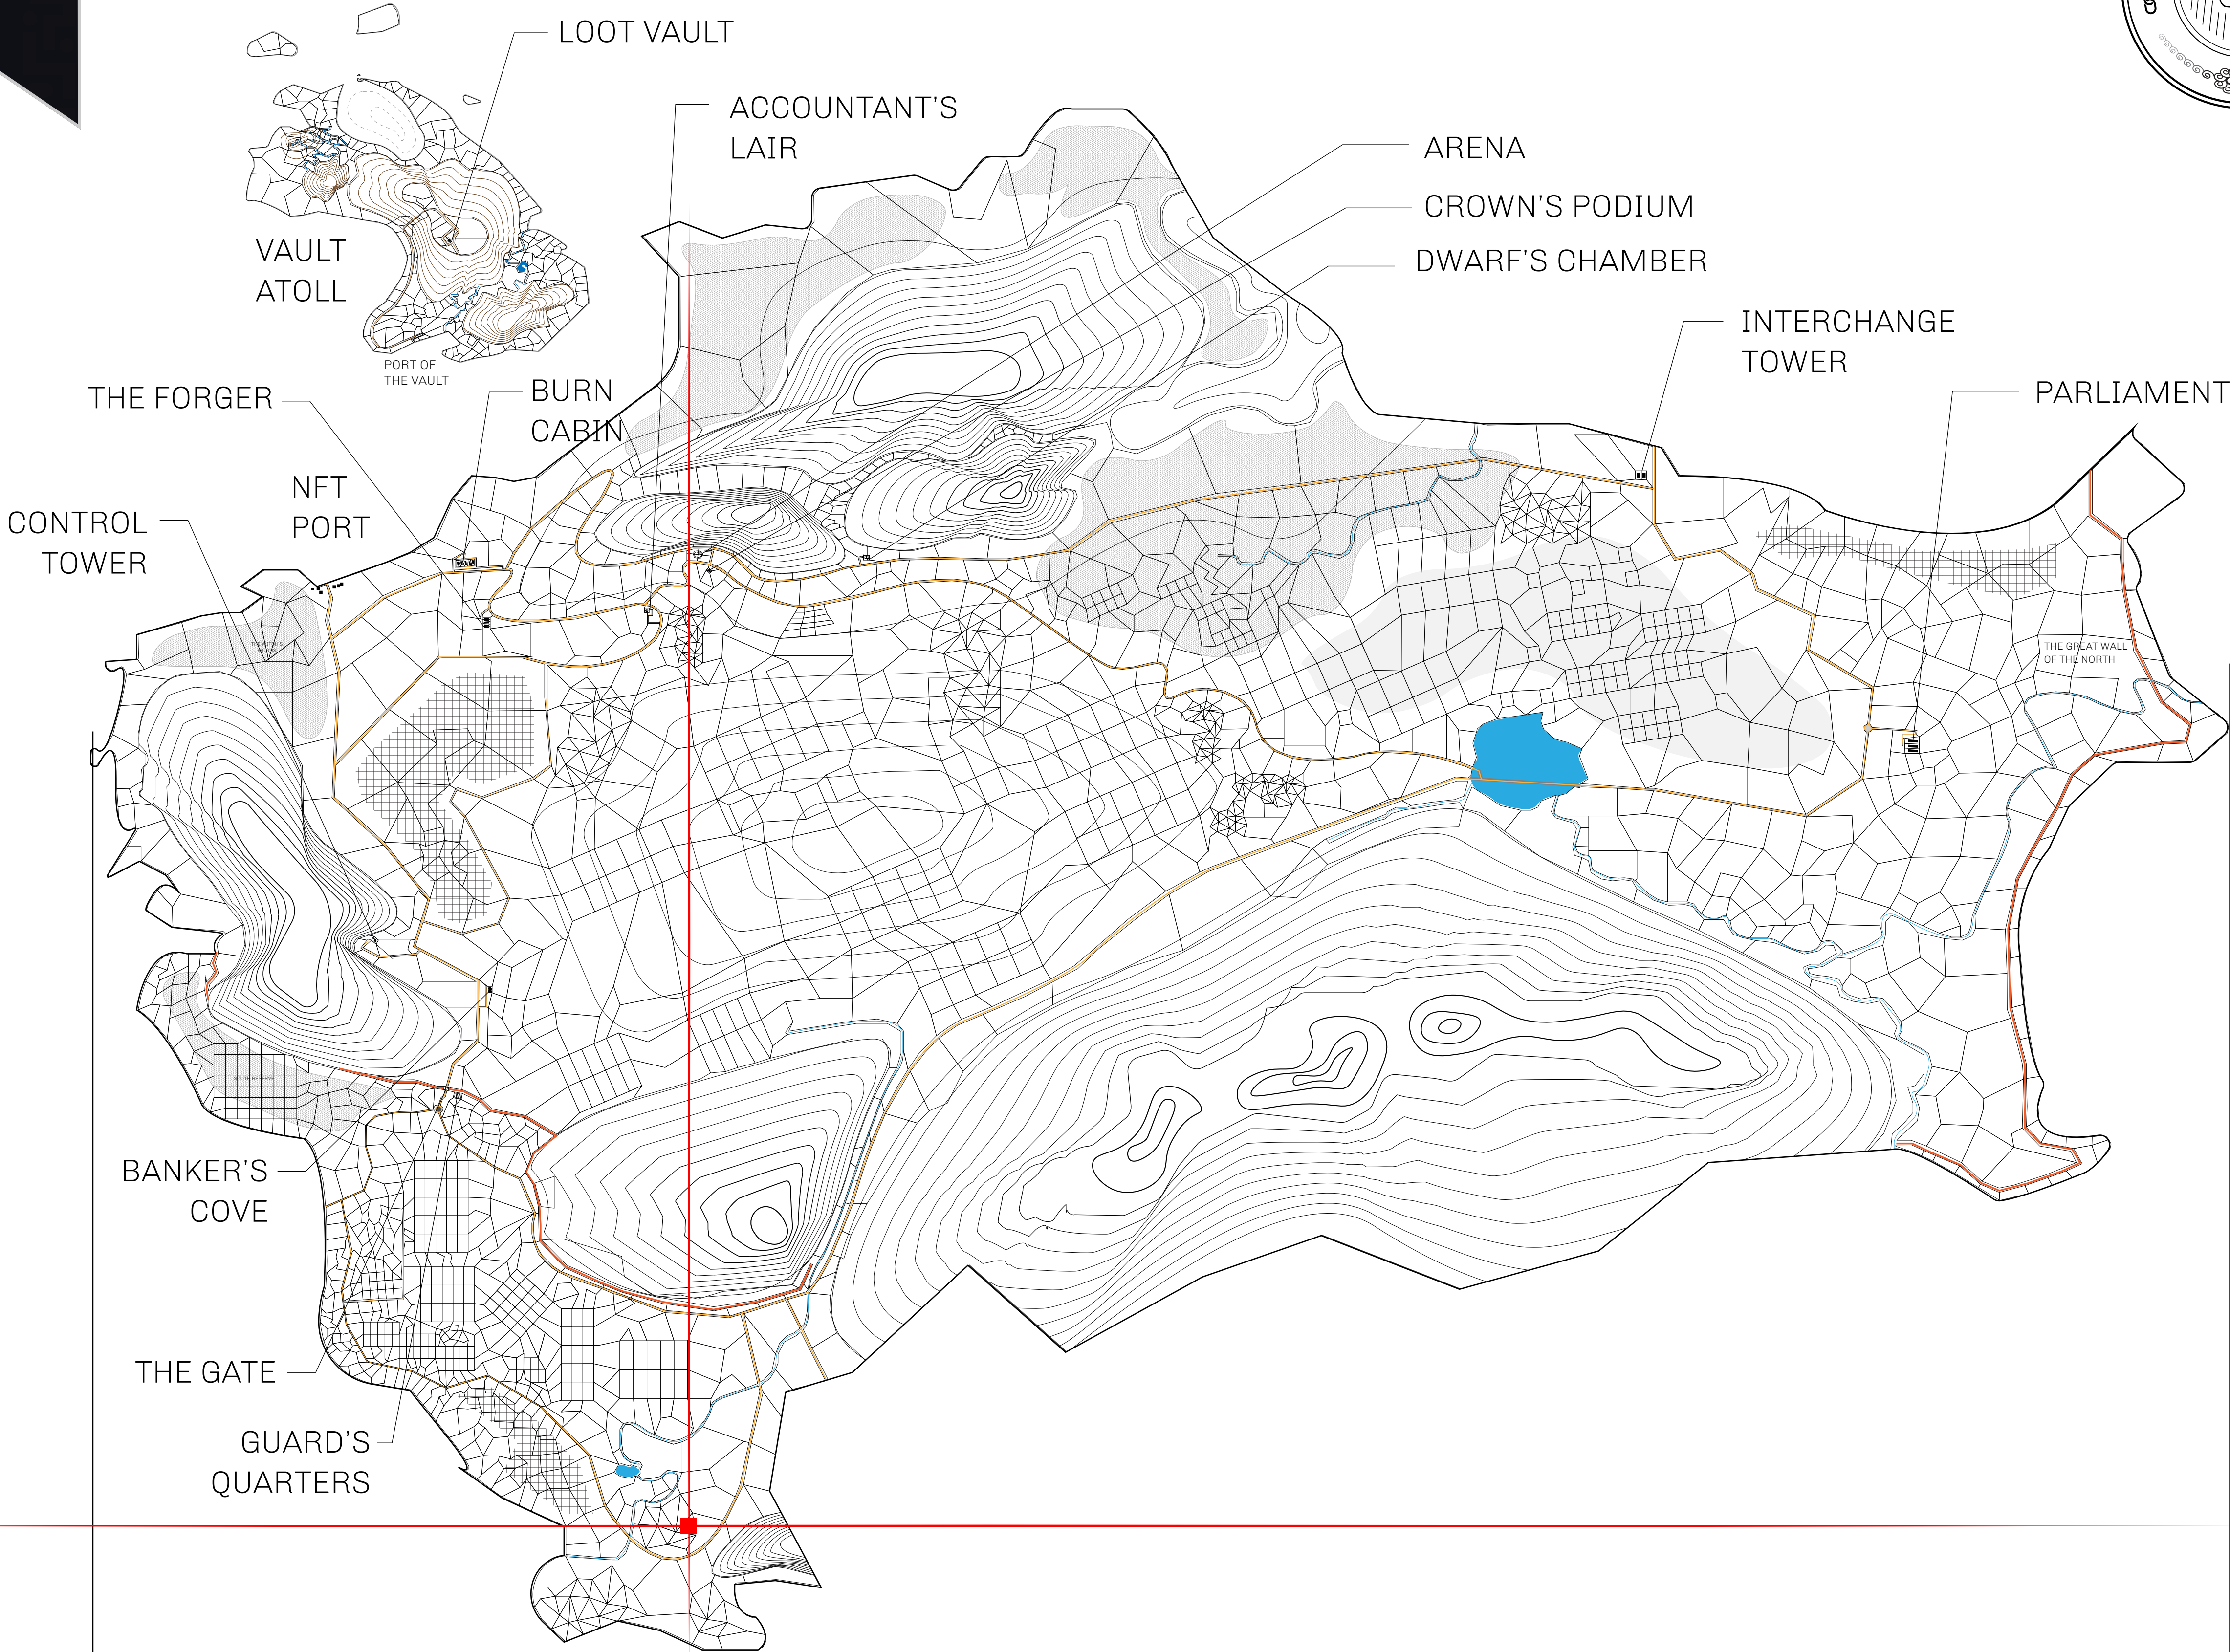 LOOT VAULT
ACCOUNTANT’S
LAIR
ARENA
CROWN’S PODIUM
DWARF’S CHAMBER
VAULT
ATOLL
INTERCHANGE
TOWER
PORT OF
THE VAULT
THE FORGER
BURN
CABIN
PARLIAMENT
NFT
PORT
CONTROL
TOWER
THE GREAT WALL
OF THE NORTH
SOUTH RESERVE
BANKER’S
COVE
THE GATE
GUARD’S
QUARTERS